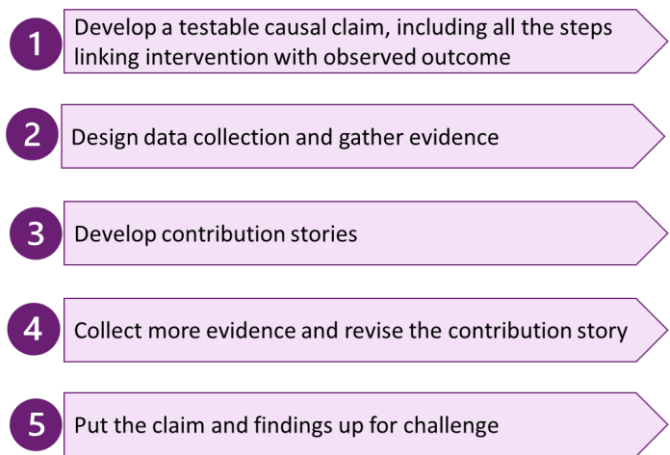 1
Develop a testable causal claim, including all the steps
linking intervention with observed outcome
2
Design data collection and gather evidence
3
Develop contribution stories
4
Collect more evidence and revise the contribution story
5
Put the claim and findings up for challenge